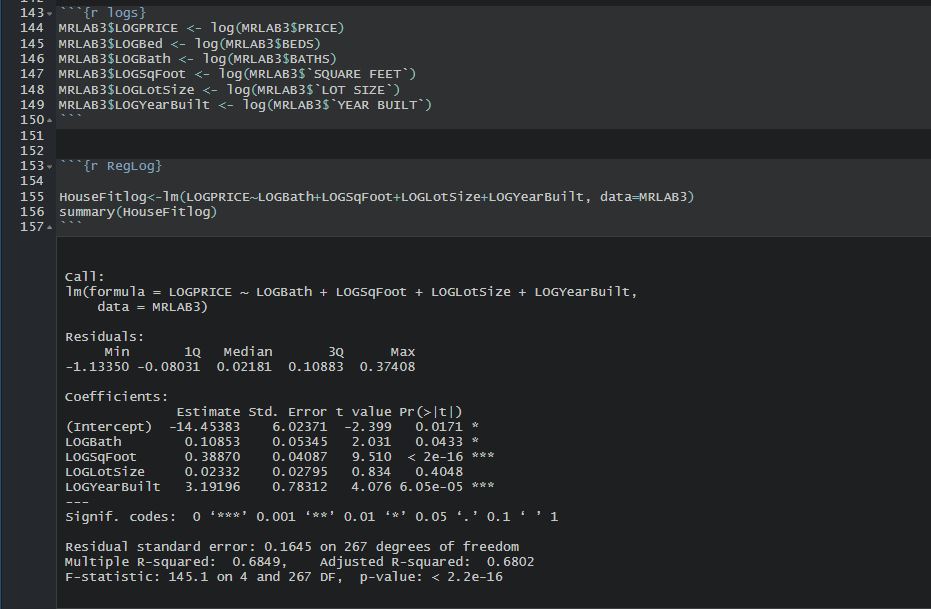 143 ```{r logs}
144 MRLAB3$LOGPRICE <- log(MRLAB3$PRICE)
145 MRLAB3$LOGBed <- log(MRLAB3$BEDS)
146 MRLAB3$LOGBath <- log(MRLAB3$BATHS)
147 MRLAB3$LOGSqFoot <- log(MRLAB3$`SQUARE FEET`)
148 MRLAB3$LOGLotSize <- log(MRLAB3$`LOT SIZE`)
149 MRLAB3$LOGYearBuilt <- log(MRLAB3$`YEAR BUILT`)
150 ```
151
152
153 ```{r RegLog}
154
155 HouseFitlog<-lm(LOGPRICE~LOGBath+LOGSqFoot+LOGLotSize+LOGYearBuilt, data=MRLAB3)
156 summary(HouseFitlog)
157 ```
Call:
lm(formula = LOGPRICE ~ LOGBath + LOGSqFoot + LOGLotSize + LOGYearBuilt,
    data = MRLAB3)
Residuals:
     Min       1Q   Median       3Q      Max
-1.13350 -0.08031  0.02181  0.10883  0.37408
Coefficients:
              Estimate Std. Error t value Pr(>|t|)
(Intercept)  -14.45383    6.02371  -2.399   0.0171 *
LOGBath        0.10853    0.05345   2.031   0.0433 *
LOGSqFoot      0.38870    0.04087   9.510  < 2e-16 ***
LOGLotSize     0.02332    0.02795   0.834   0.4048
LOGYearBuilt   3.19196    0.78312   4.076 6.05e-05 ***
---
Signif. codes:  0 ‘***’ 0.001 ‘**’ 0.01 ‘*’ 0.05 ‘.’ 0.1 ‘ ’ 1
Residual standard error: 0.1645 on 267 degrees of freedom
Multiple R-squared:  0.6849,	Adjusted R-squared:  0.6802
F-statistic: 145.1 on 4 and 267 DF,  p-value: < 2.2e-16